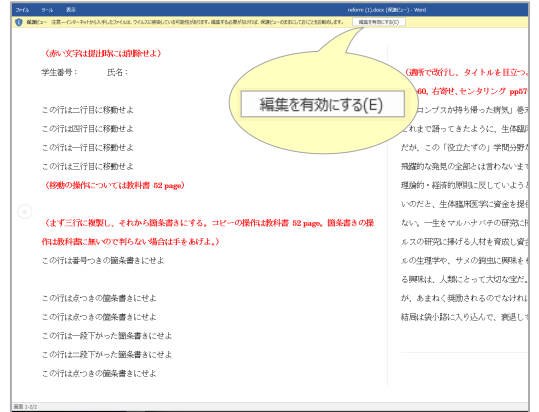 ファイル ツール 表示
reform (1).docx [保護ビュー] - Word
保護ビュー 注意―インターネットから入手したファイルは、ウイルスに感染している可能性があります。編集する必要がなければ、保護ビューのままにしておくことをお勧めします。 編集を有効にする(E)
編集を有効にする(E)
(赤い文字は提出時には削除せよ)
学生番号： 氏名：
この行は二行目に移動せよ
この行は四行目に移動せよ
この行は一行目に移動せよ
この行は三行目に移動せよ
(移動の操作については教科書 52 page)
(まず三行に複製し、それから箇条書きにする。コピーの操作は教科書 52 page。箇条書きの操
作は教科書に無いので判らない場合は手をあげよ。)
この行は番号つきの箇条書きにせよ
この行は点つきの箇条書きにせよ
この行は点つきの箇条書きにせよ
この行は一段下がった箇条書きにせよ
この行は二段下がった箇条書きにせよ
この行は点つきの箇条書きにせよ
(適所で改行し、タイトルを目立つ
60, 右寄せ, センタリング pp57
コンブスが持ち帰った病気」巻
れまで語ってきたように、生体臨
だが、この「役立たずの」学問分野
飛躍的な発見の全部とは言わないま
理論的・経済的原則に反していよう
いのだと、生体臨床医学に資金を提
ない。一生をマルハナバチの研究に
ルスの研究に捧げる人材を育成し資
ルの生理学や、サメの鉤虫に興味を
る興味は、人類にとって大切な宝だ。
が、あまねく奨励されるのでなけれ
結局は袋小路に入り込んで、衰退し
画面 1-2/2